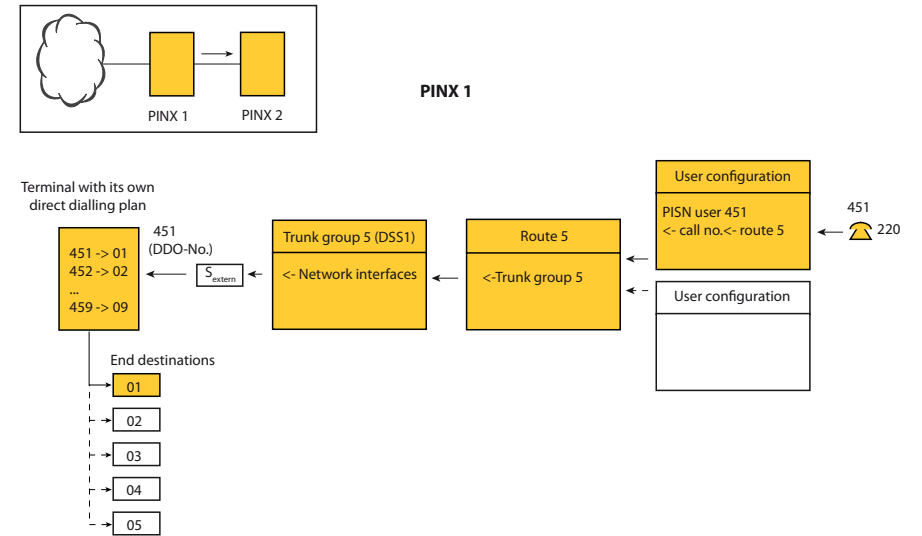 PINX 1
PINX 2
PINX 1
Terminal with its own
direct dialling plan
451 -> 01
452 -> 02
...
459 -> 09
451
(DDO-No.)
S extern
Trunk group 5 (DSS1)
<- Network interfaces
Route 5
<-Trunk group 5
User configuration
PISN user 451
<- call no.<- route 5
451
220
User configuration
End destinations
01
02
03
04
05